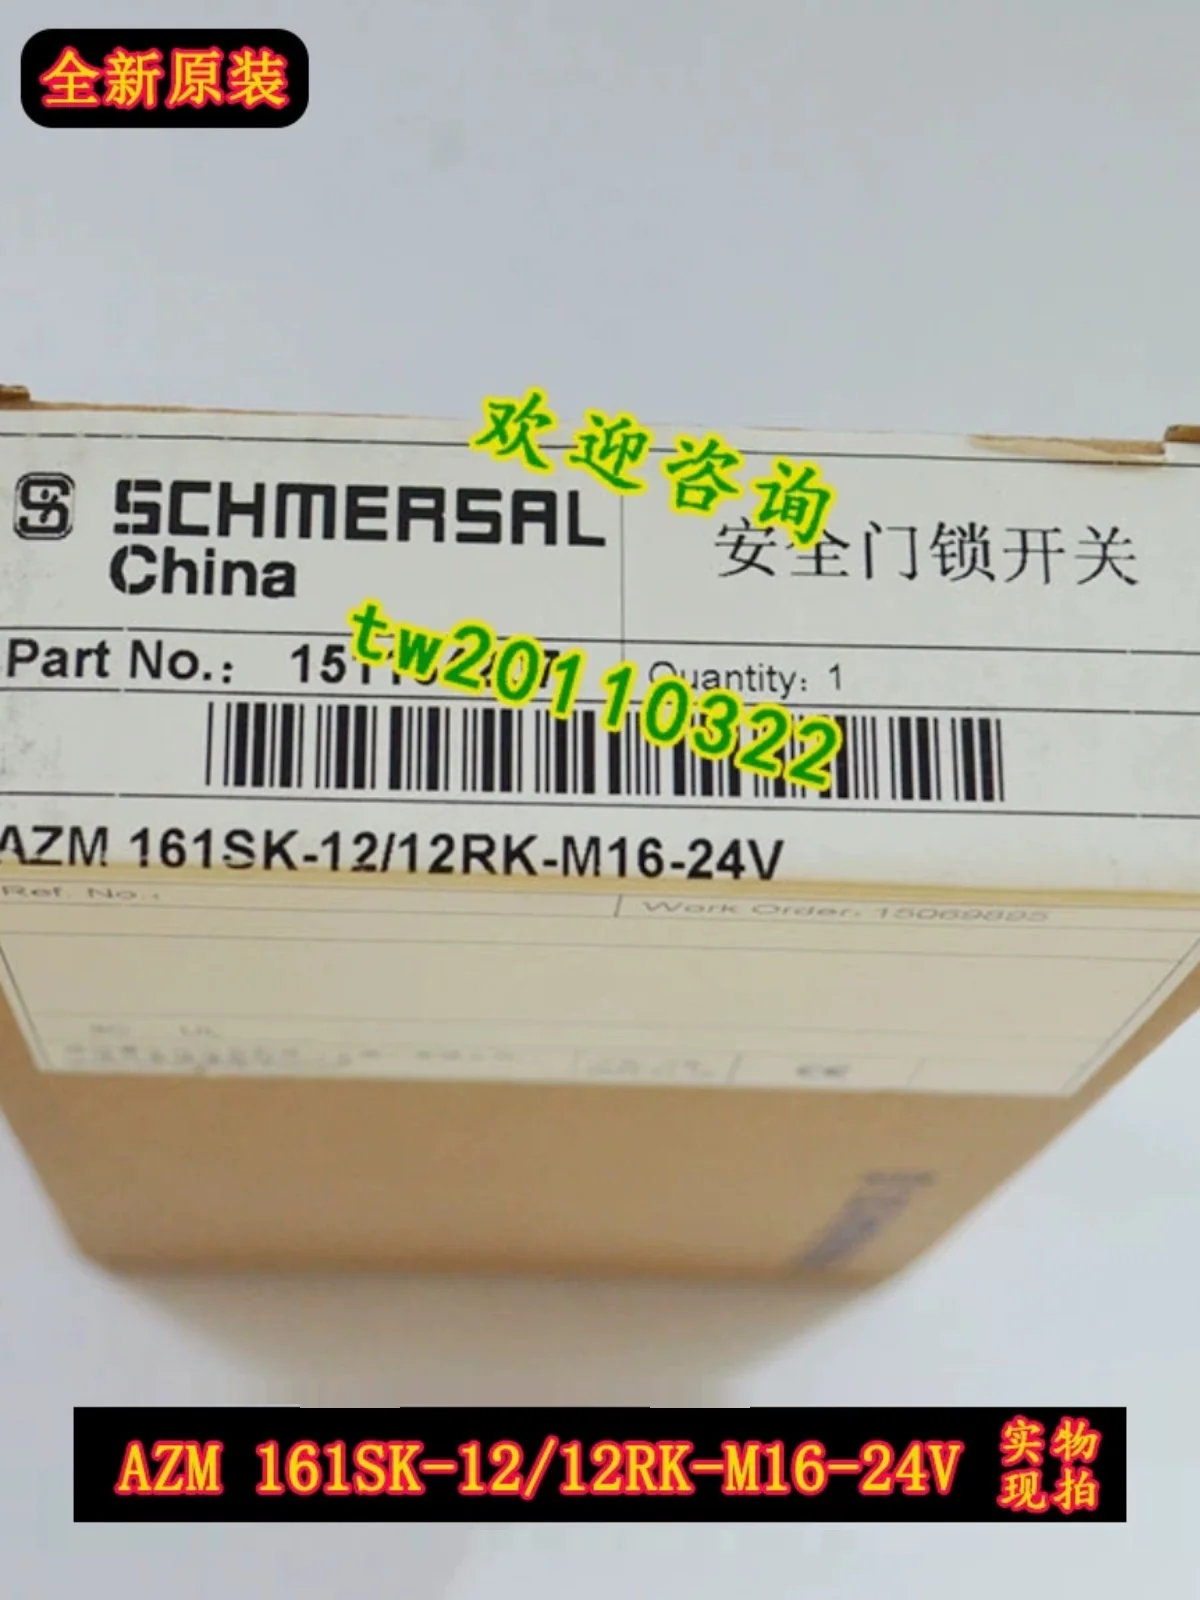 全新原装
欢迎咨询
SCHMERSAL
China
安全门锁开关
tw20110322
Part No.:
Quantity: 1
AZM 161SK-12/12RK-M16-24V
Ref. No.:
Work Order: 15069895
AZM 161SK-12/12RK-M16-24V
实物
现拍